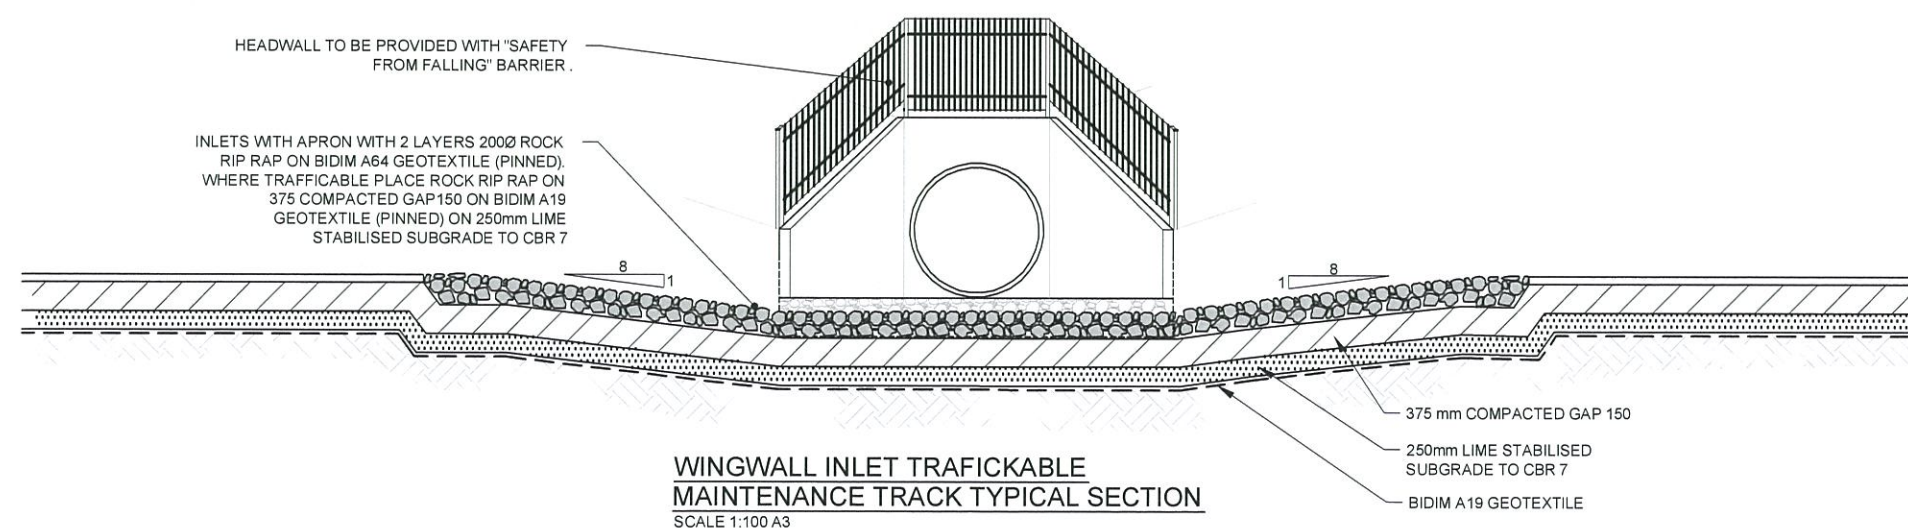 HEADWALL TO BE PROVIDED WITH "SAFETY
FROM FALLING" BARRIER .
INLETS WITH APRON WITH 2 LAYERS 200Ø ROCK
RIP RAP ON BIDIM A64 GEOTEXTILE (PINNED).
WHERE TRAFFICABLE PLACE ROCK RIP RAP ON
375 COMPACTED GAP150 ON BIDIM A19
GEOTEXTILE (PINNED) ON 250mm LIME
STABILISED SUBGRADE TO CBR 7
8
1
8
1
375 mm COMPACTED GAP 150
250mm LIME STABILISED
SUBGRADE TO CBR 7
BIDIM A19 GEOTEXTILE
WINGWALL INLET TRAFICKABLE
MAINTENANCE TRACK TYPICAL SECTION
SCALE 1:100 A3